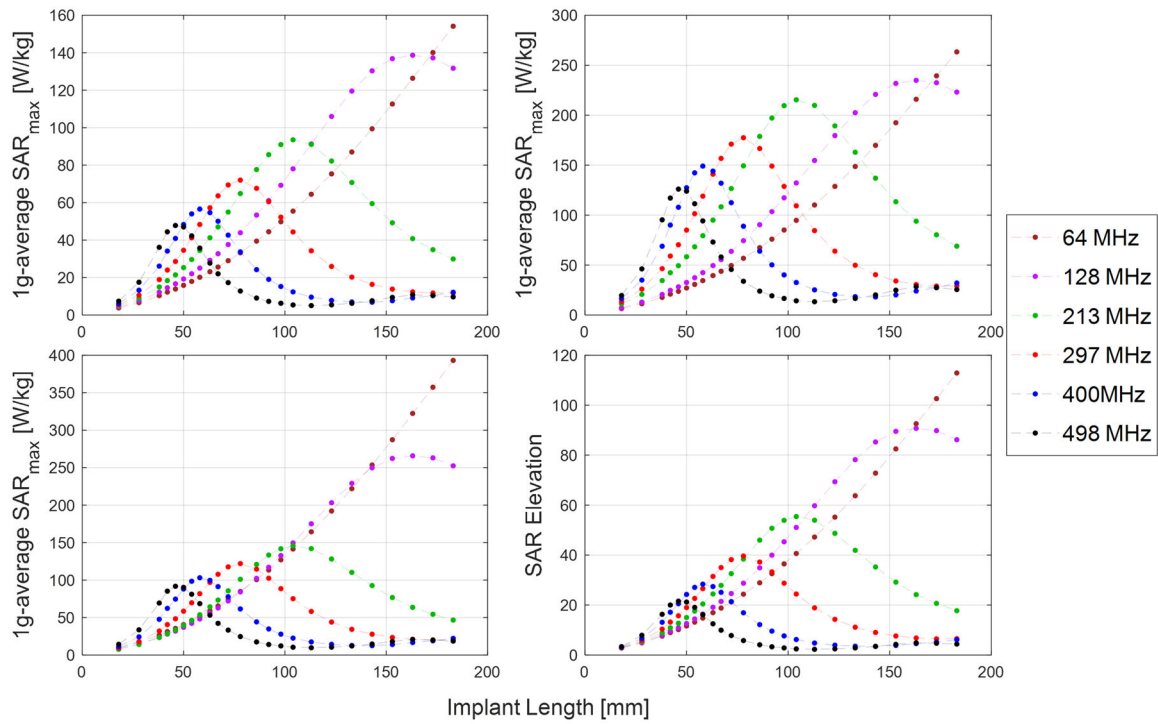 160
140
120
100
80
60
40
20
0
0 50 100 150 200
1g-average SAR_max [W/kg]
300
250
200
150
100
50
0
0 50 100 150 200
1g-average SAR_max [W/kg]
400
350
300
250
200
150
100
50
0
0 50 100 150 200
1g-average SAR_max [W/kg]
120
100
80
60
40
20
0
0 50 100 150 200
SAR Elevation
Implant Length [mm]
64 MHz
128 MHz
213 MHz
297 MHz
400MHz
498 MHz